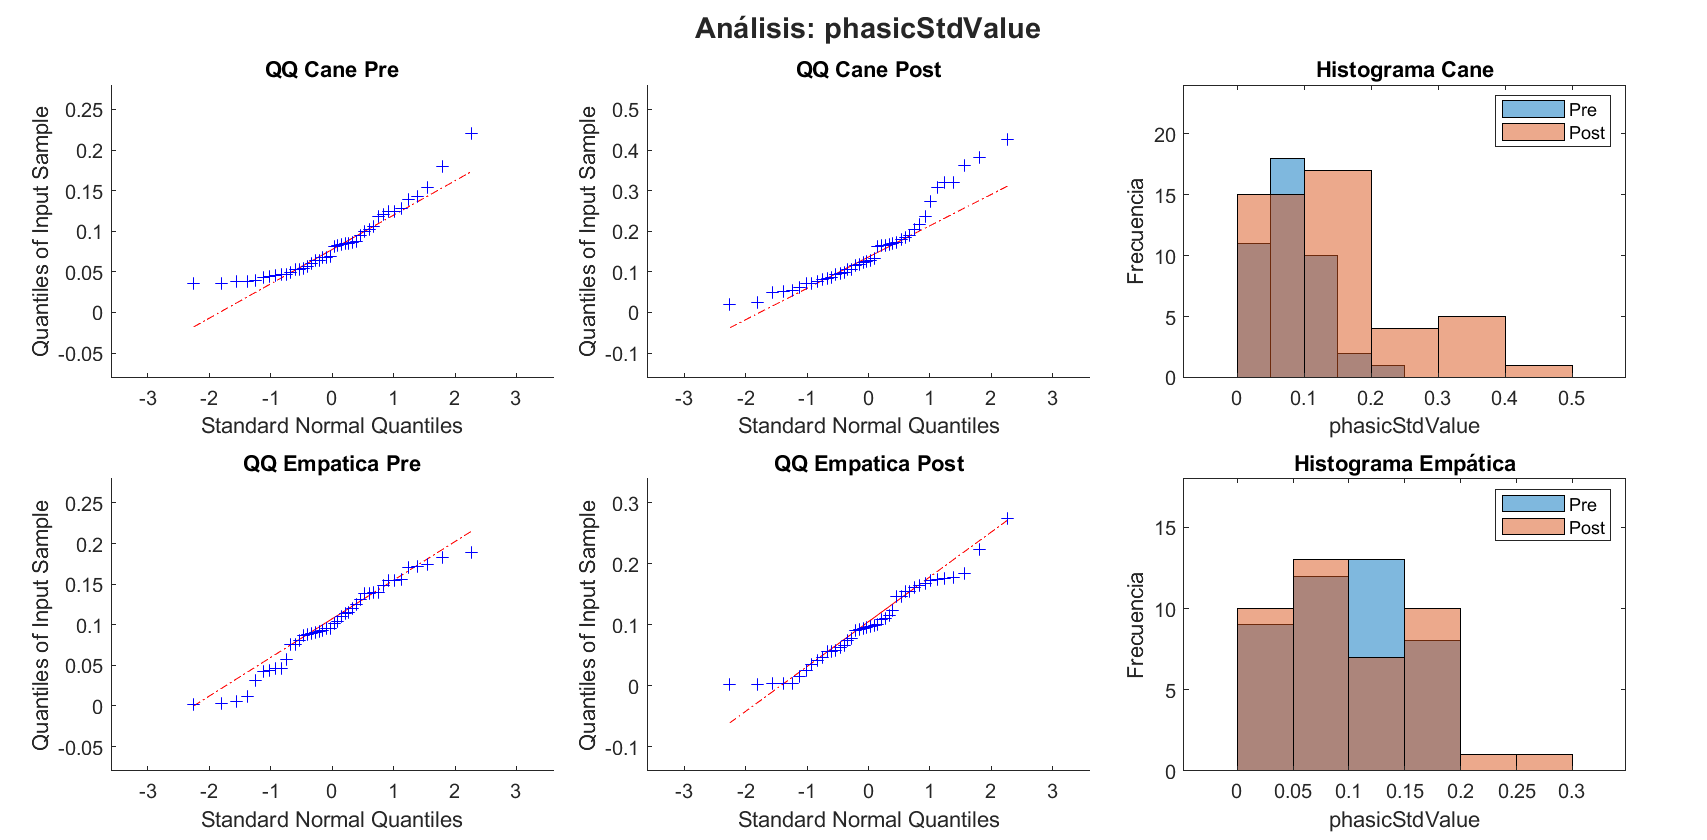 Análisis: phasicStdValue
QQ Cane Pre
0.25
0.2
0.15
0.1
0.05
0
-0.05
Quantiles of Input Sample
-3 -2 -1 0 1 2 3
Standard Normal Quantiles
QQ Cane Post
0.5
0.4
0.3
0.2
0.1
0
-0.1
Quantiles of Input Sample
-3 -2 -1 0 1 2 3
Standard Normal Quantiles
Histograma Cane
Pre
Post
20
15
10
5
0
Frecuencia
0 0.1 0.2 0.3 0.4 0.5
phasicStdValue
QQ Empatica Pre
0.25
0.2
0.15
0.1
0.05
0
-0.05
Quantiles of Input Sample
-3 -2 -1 0 1 2 3
Standard Normal Quantiles
QQ Empatica Post
0.3
0.2
0.1
0
-0.1
Quantiles of Input Sample
-3 -2 -1 0 1 2 3
Standard Normal Quantiles
Histograma Empática
Pre
Post
15
10
5
0
Frecuencia
0 0.05 0.1 0.15 0.2 0.25 0.3
phasicStdValue